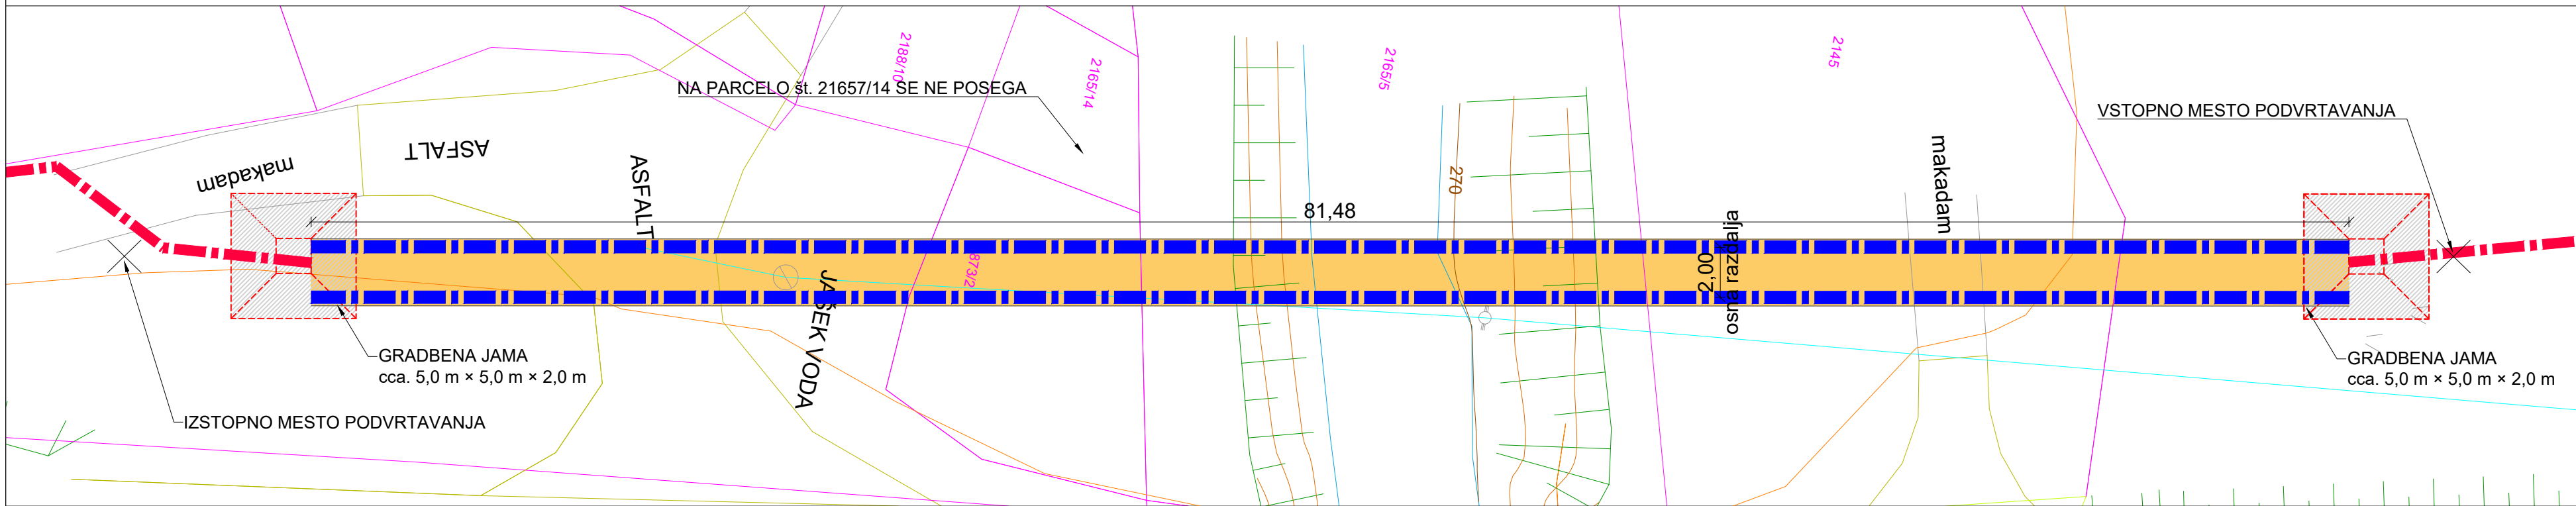 2188/10
2165/14
2165/5
2145
NA PARCELO št. 21657/14 SE NE POSEGA
VSTOPNO MESTO PODVRTAVANJA
ASFALT
makadam
ASFALT
makadam
270
81,48
873/2
2,00
osna razdalja
JAŠEK VODA
GRADBENA JAMA
cca. 5,0 m × 5,0 m × 2,0 m
GRADBENA JAMA
cca. 5,0 m × 5,0 m × 2,0 m
IZSTOPNO MESTO PODVRTAVANJA